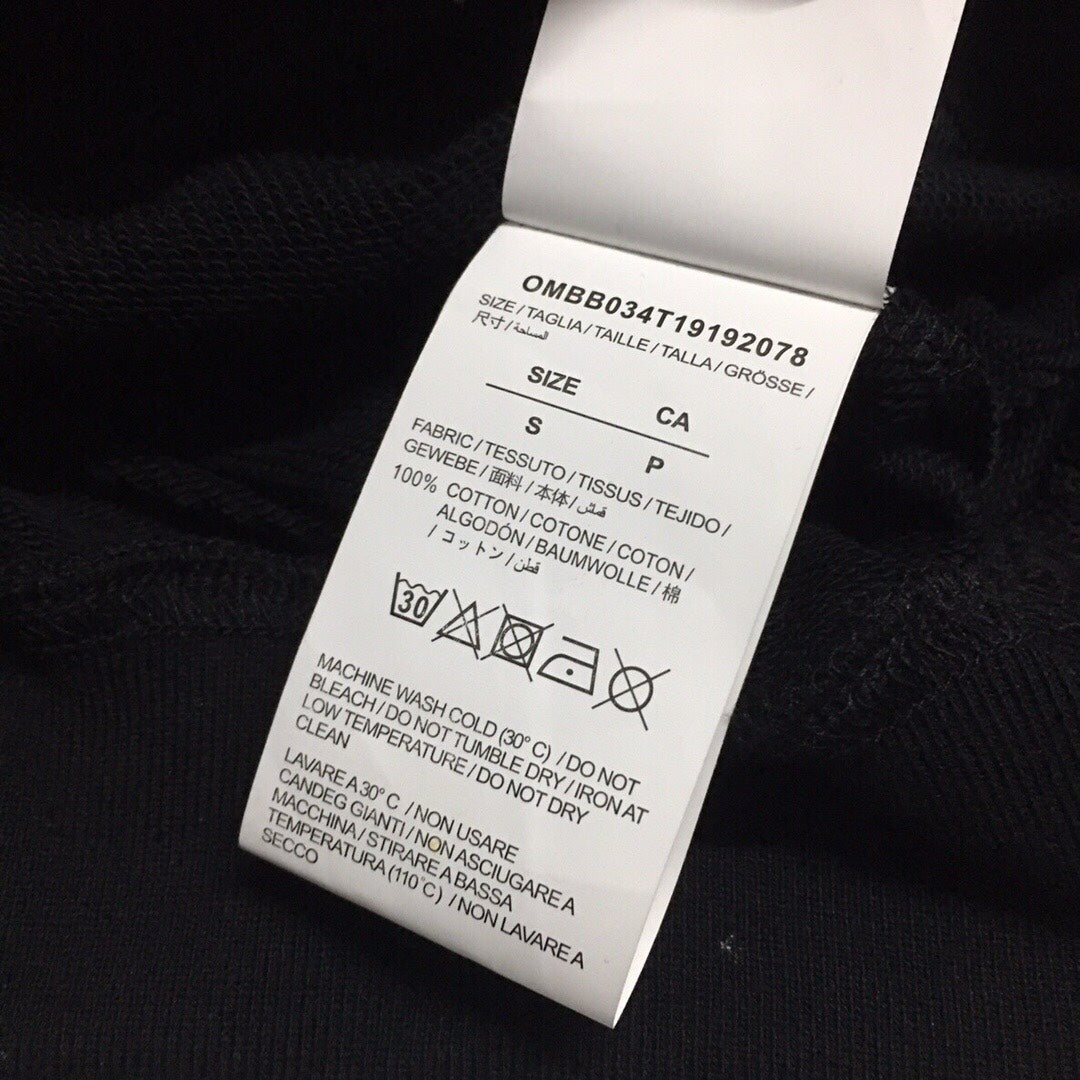 OMBB034T19192078
SIZE / TAGLIA / TAILLE / TALLA / GRÖSSE /
尺寸 /
SIZE CA
S P
FABRIC / TESSUTO / TISSUS / TEJIDO /
GEWEBE / 面料 / 本体 / قماش
100% COTTON / COTONE / COTON /
ALGODÓN / BAUMWOLLE / 棉
/ コットン / قطن
30
MACHINE WASH COLD (30° C) / DO NOT
BLEACH / DO NOT TUMBLE DRY / IRON AT
LOW TEMPERATURE / DO NOT DRY
CLEAN
LAVARE A 30° C / NON USARE
CANDEG GIANTI / NON ASCIUGARE A
MACCHINA / STIRARE A BASSA
TEMPERATURA (110°C) / NON LAVARE A
SECCO